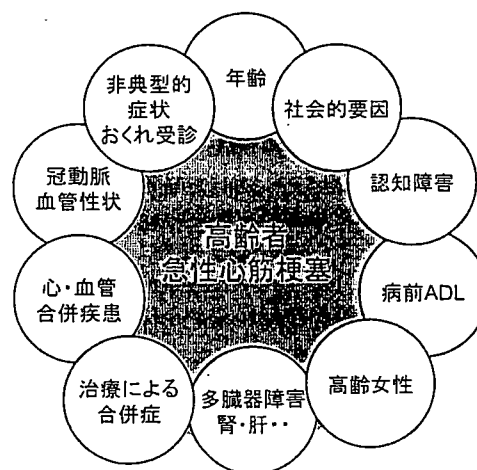 年齢
社会的要因
認知障害
病前ADL
高齢女性
多臓器障害
腎・肝・・
治療による
合併症
心・血管
合併疾患
冠動脈
血管性状
非典型的
症状
おくれ受診
高齢者
急性心筋梗塞